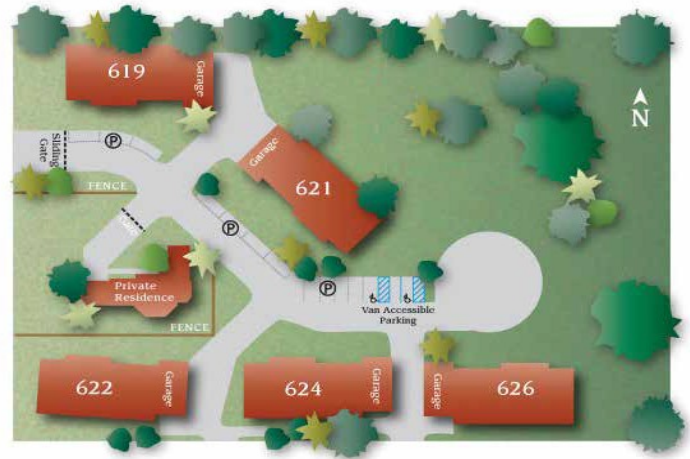 619
Garage
N
Sliding
Gate
P
Garage
621
FENCE
P
Private
Residence
P
Van Accessible
Parking
FENCE
622
Garage
624
Garage
Garage
626